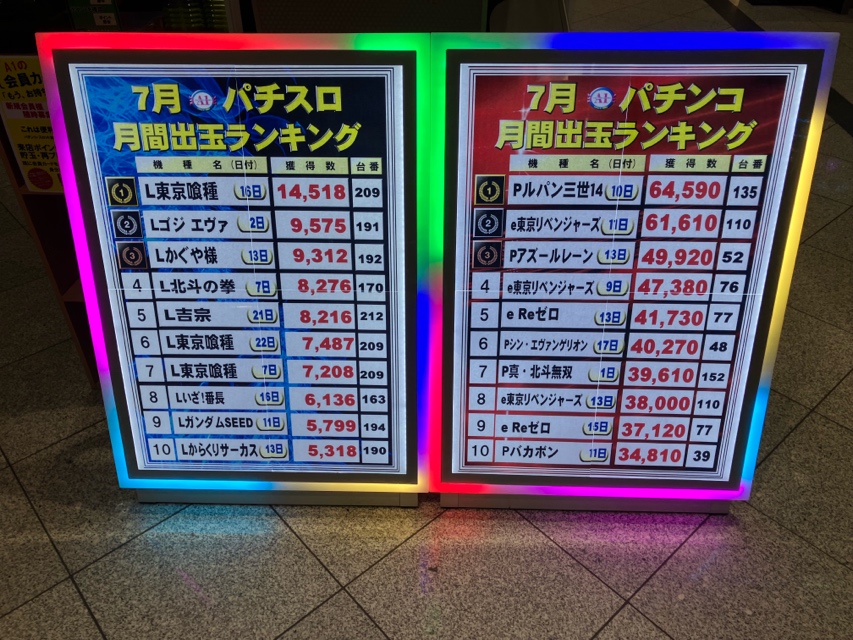 A1の
会員カ
7月 A1 パチスロ
月間出玉ランキング
機種名(日付) 獲得数 台番
1 L東京喰種 16日 14,518 209
2 Lゴジ エヴァ 2日 9,575 191
3 Lかぐや様 13日 9,312 192
4 L北斗の拳 7日 8,276 170
5 L吉宗 21日 8,216 212
6 L東京喰種 22日 7,487 209
7 L東京喰種 7日 7,208 209
8 Lいざ!番長 16日 6,136 163
9 LガンダムSEED 11日 5,799 194
10 Lからくりサーカス 13日 5,318 190
7月 A1 パチンコ
月間出玉ランキング
機種名(日付) 獲得数 台番
1 Pルパン三世14 10日 64,590 135
2 e東京リベンジャーズ 11日 61,610 110
3 Pアズールレーン 13日 49,920 52
4 e東京リベンジャーズ 9日 47,380 76
5 e Reゼロ 13日 41,730 77
6 Pシン・エヴァンゲリオン 17日 40,270 48
7 P真・北斗無双 1日 39,610 152
8 e東京リベンジャーズ 13日 38,000 110
9 e Reゼロ 15日 37,120 77
10 Pバカボン 11日 34,810 39